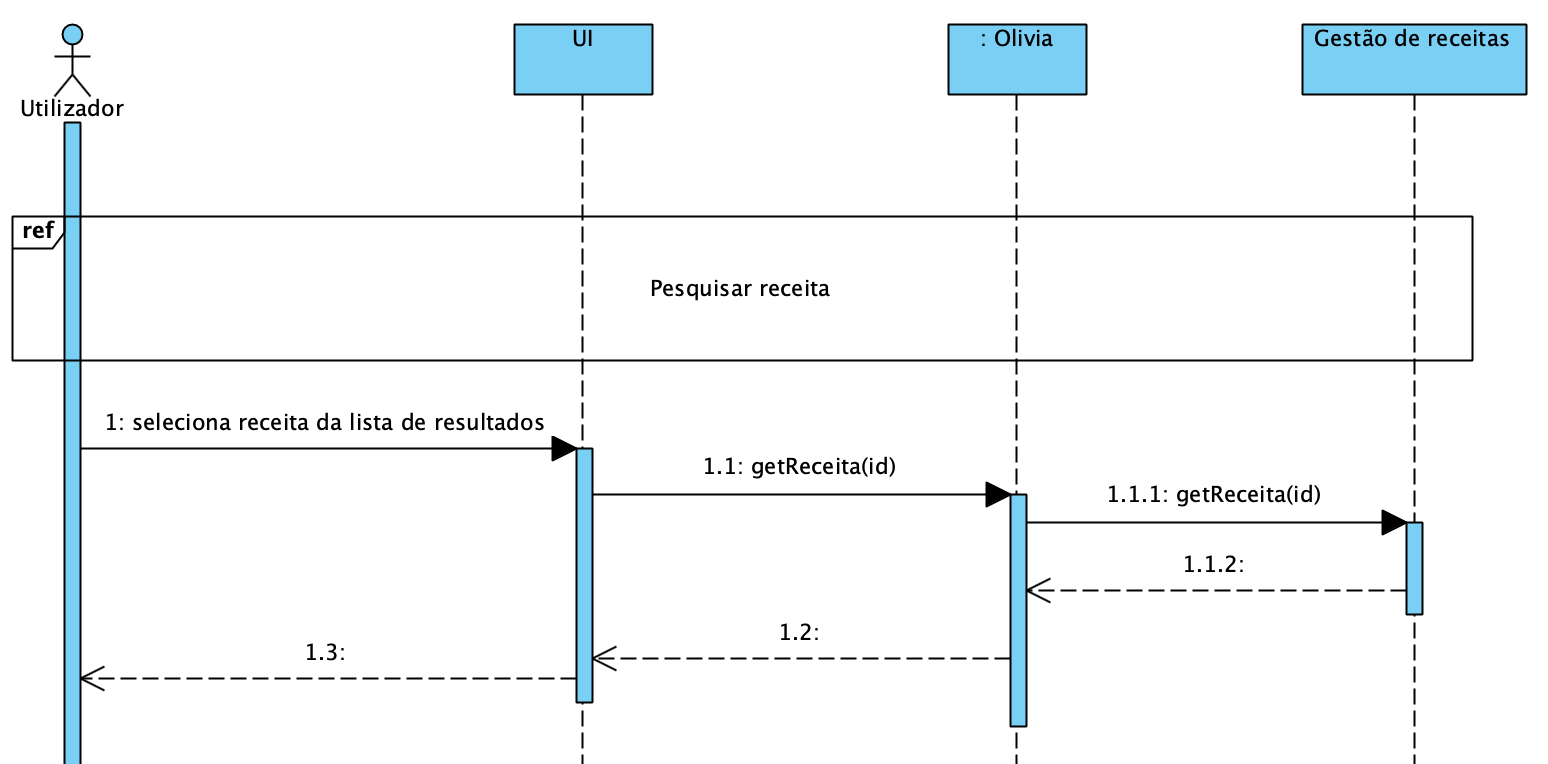 Utilizador
UI
: Olivia
Gestão de receitas
ref
Pesquisar receita
1: seleciona receita da lista de resultados
1.1: getReceita(id)
1.1.1: getReceita(id)
1.1.2:
1.2:
1.3: